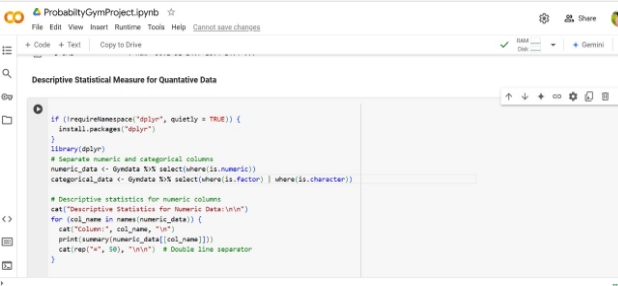 ProbabiltyGymProject.ipynb
File Edit View Insert Runtime Tools Help Cannot save changes
Share
+ Code + Text Copy to Drive
RAM
Disk
Gemini
Descriptive Statistical Measure for Quantative Data
if (!requireNamespace("dplyr", quietly = TRUE)) {
install.packages("dplyr")
}
library(dplyr)
# Separate numeric and categorical columns
numeric_data <- Gymdata %>% select(where(is.numeric))
categorical_data <- Gymdata %>% select(where(is.factor) | where(is.character))
# Descriptive statistics for numeric columns
cat("Descriptive Statistics for Numeric Data:\n\n")
for (col_name in names(numeric_data)) {
cat("Column:", col_name, "\n")
print(summary(numeric_data[[col_name]]))
cat(rep("=", 50), "\n\n") # Double line separator
}